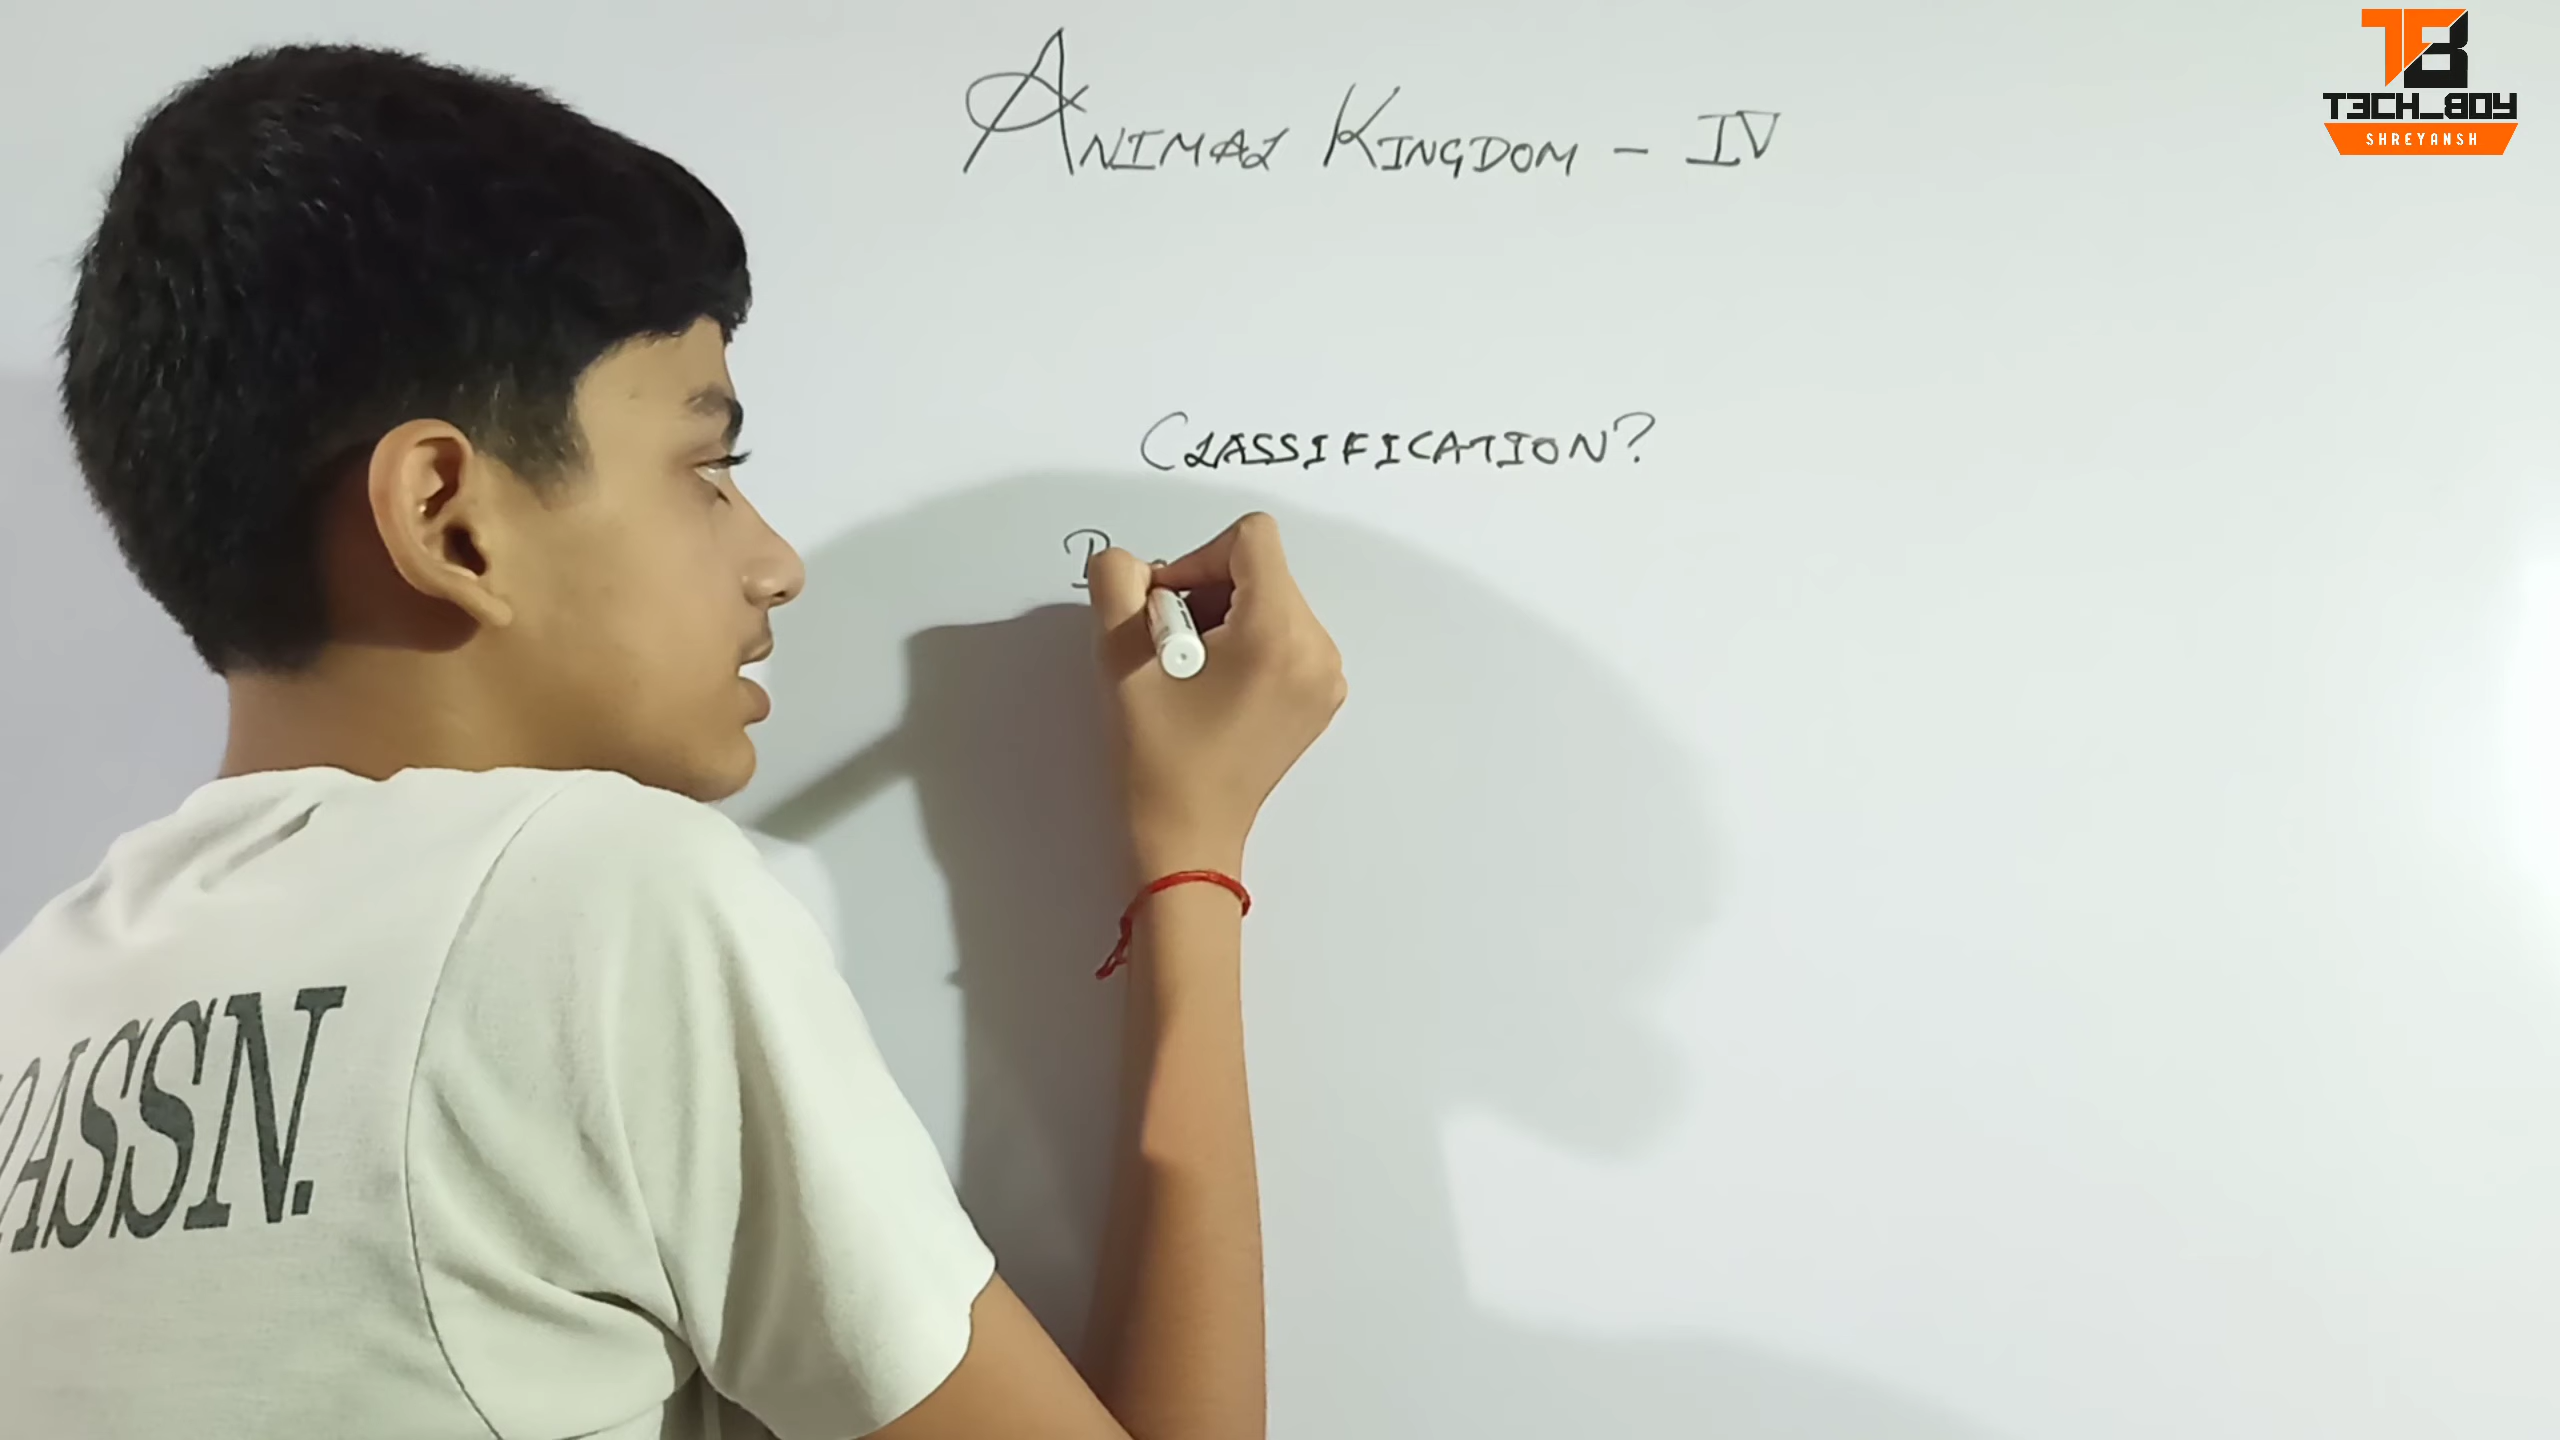 T3CH_BOY
SHREYANSH
ANIMAL KINGDOM - IV
CLASSIFICATION?
ASSN.